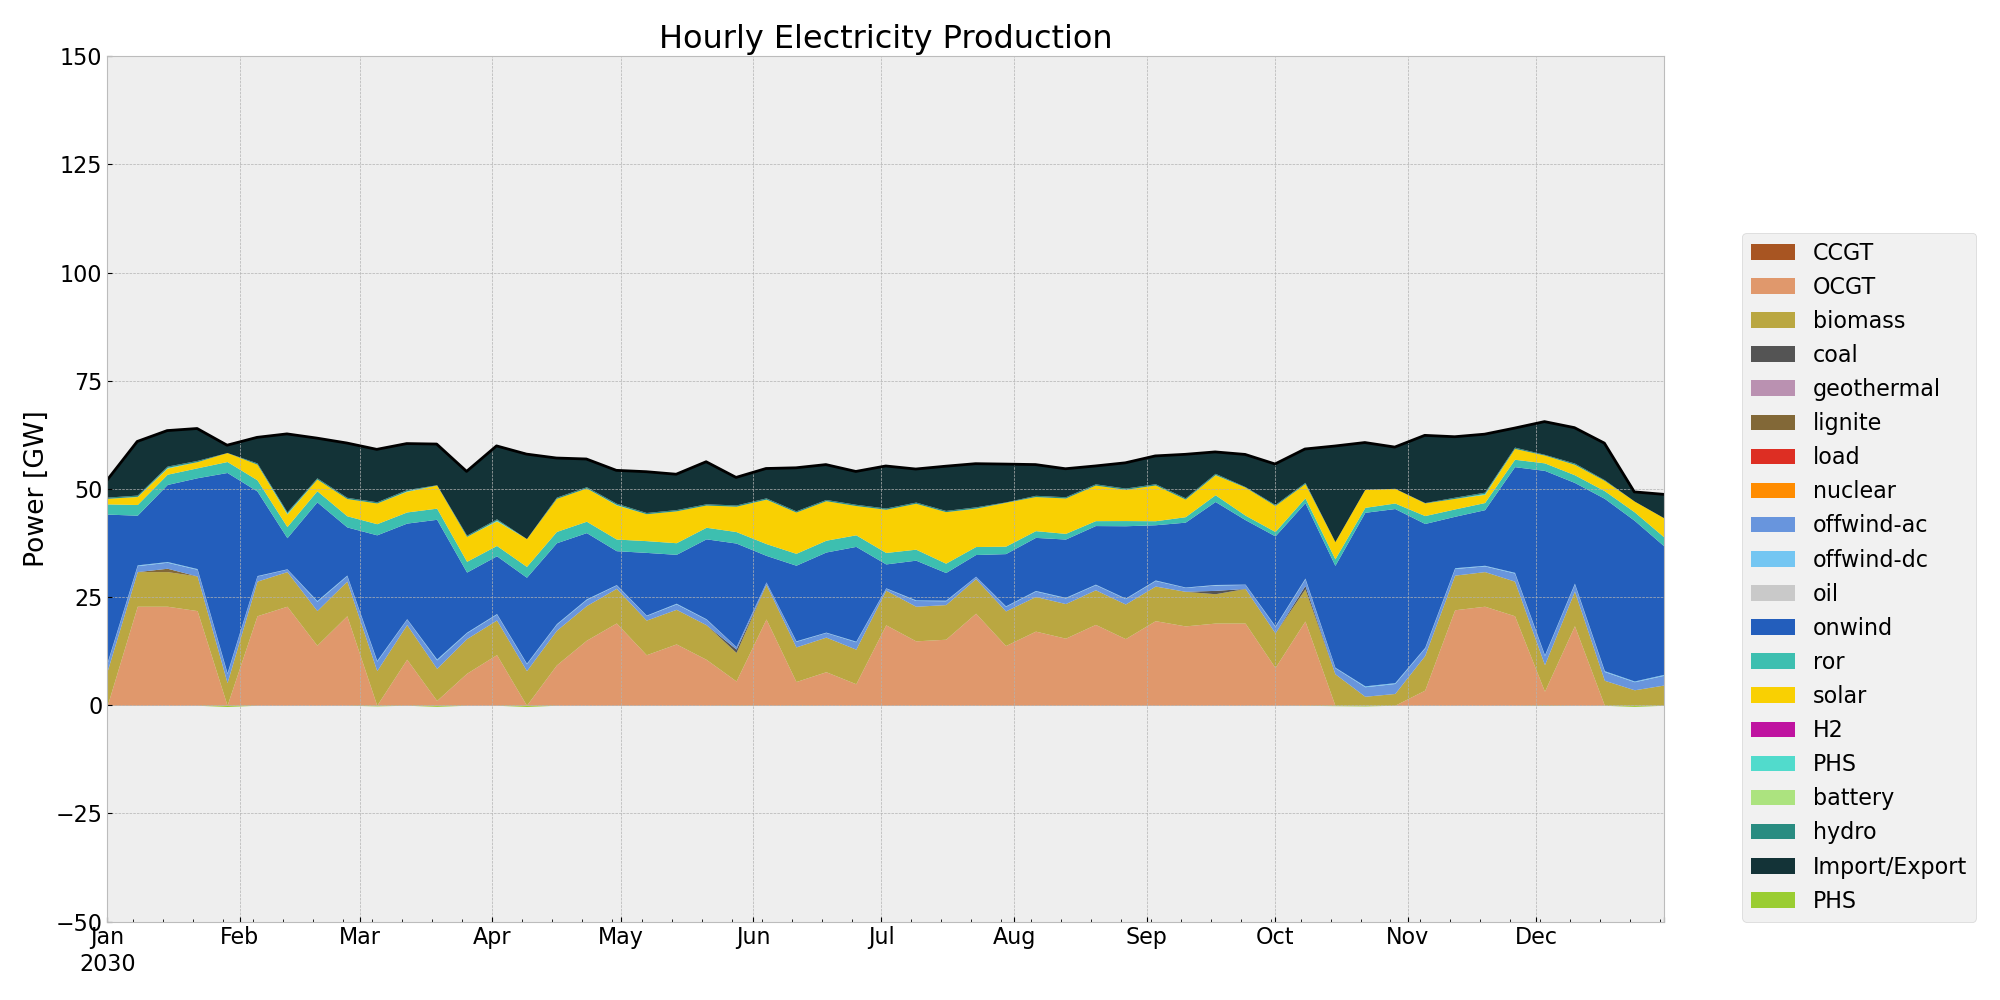 Hourly Electricity Production
150
125
100
75
50
25
0
−25
−50
Power [GW]
Jan Feb Mar Apr May Jun Jul Aug Sep Oct Nov Dec
2030
CCGT
OCGT
biomass
coal
geothermal
lignite
load
nuclear
offwind-ac
offwind-dc
oil
onwind
ror
solar
H2
PHS
battery
hydro
Import/Export
PHS